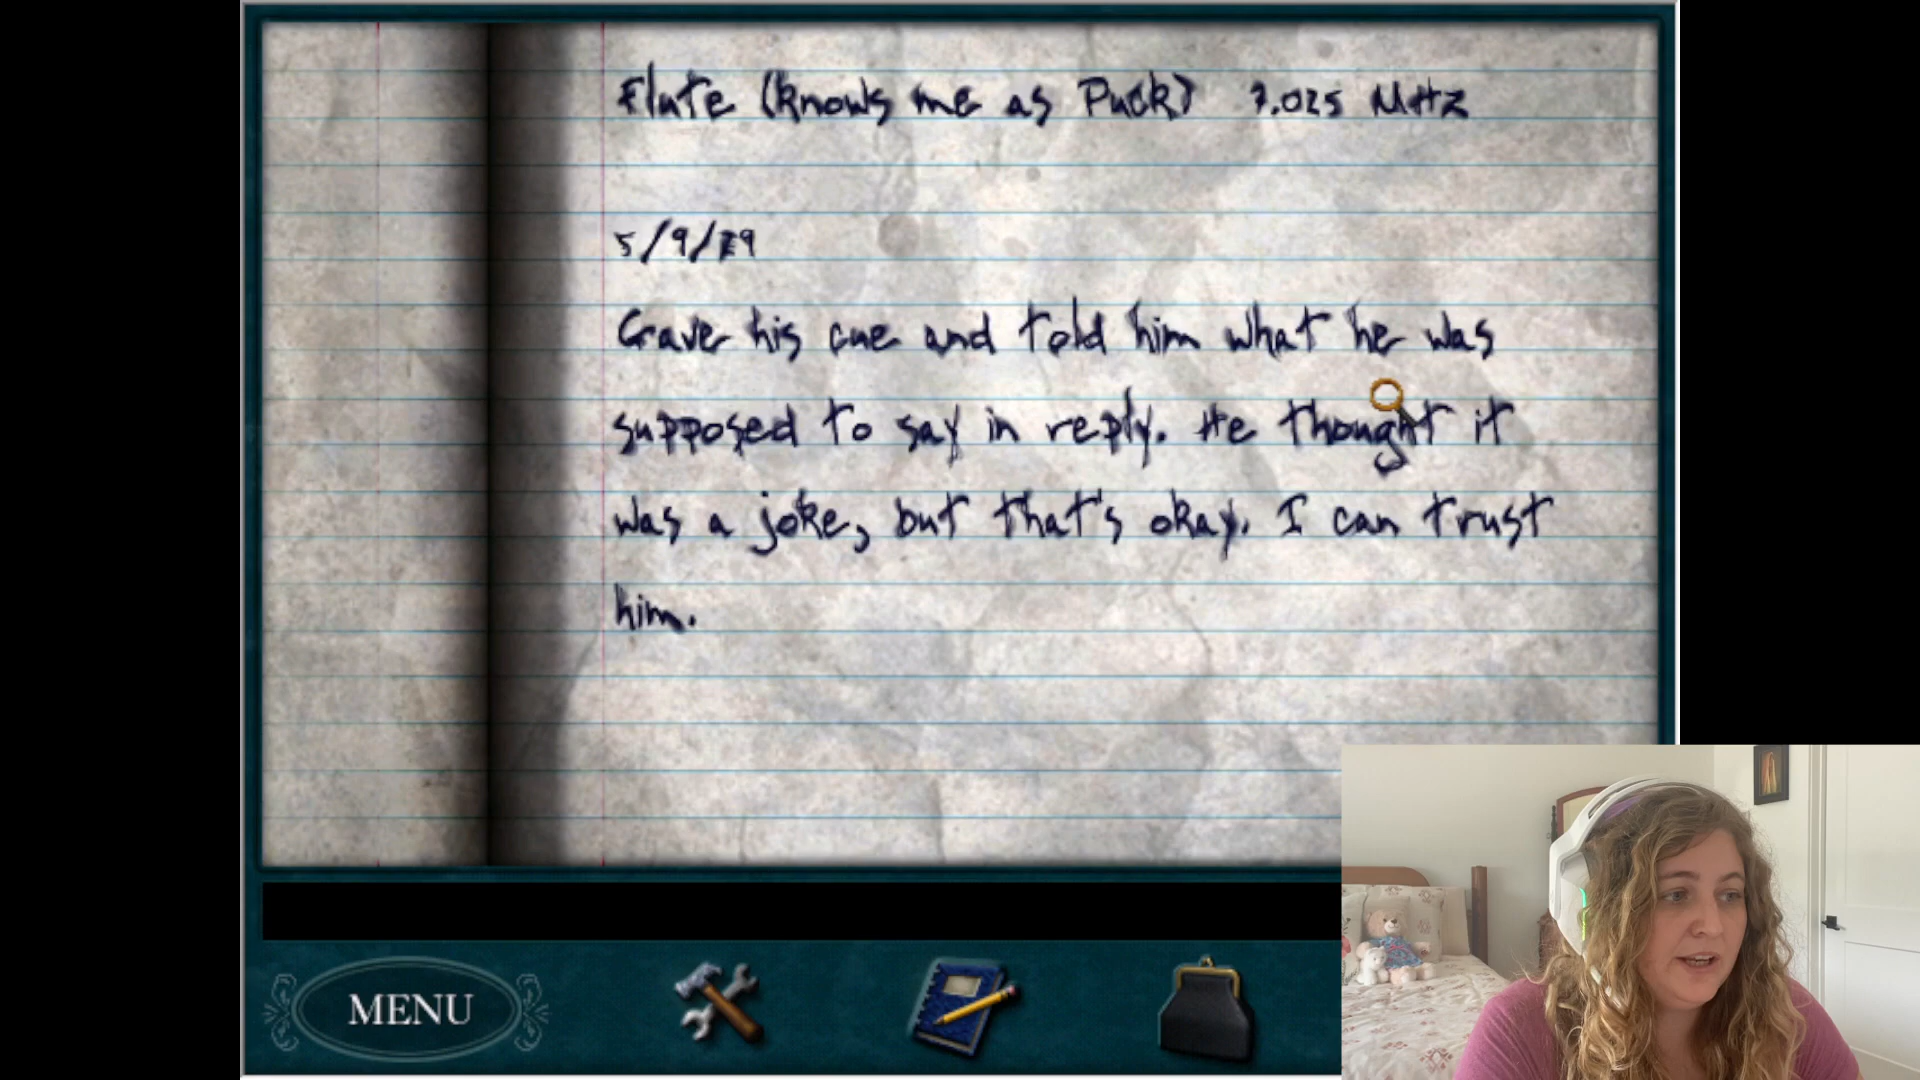 Flute (knows me as Puck) 7.025 MHz
5/9/79
Gave his cue and told him what he was
supposed to say in reply. He thought it
was a joke, but that's okay. I can trust
him.
MENU